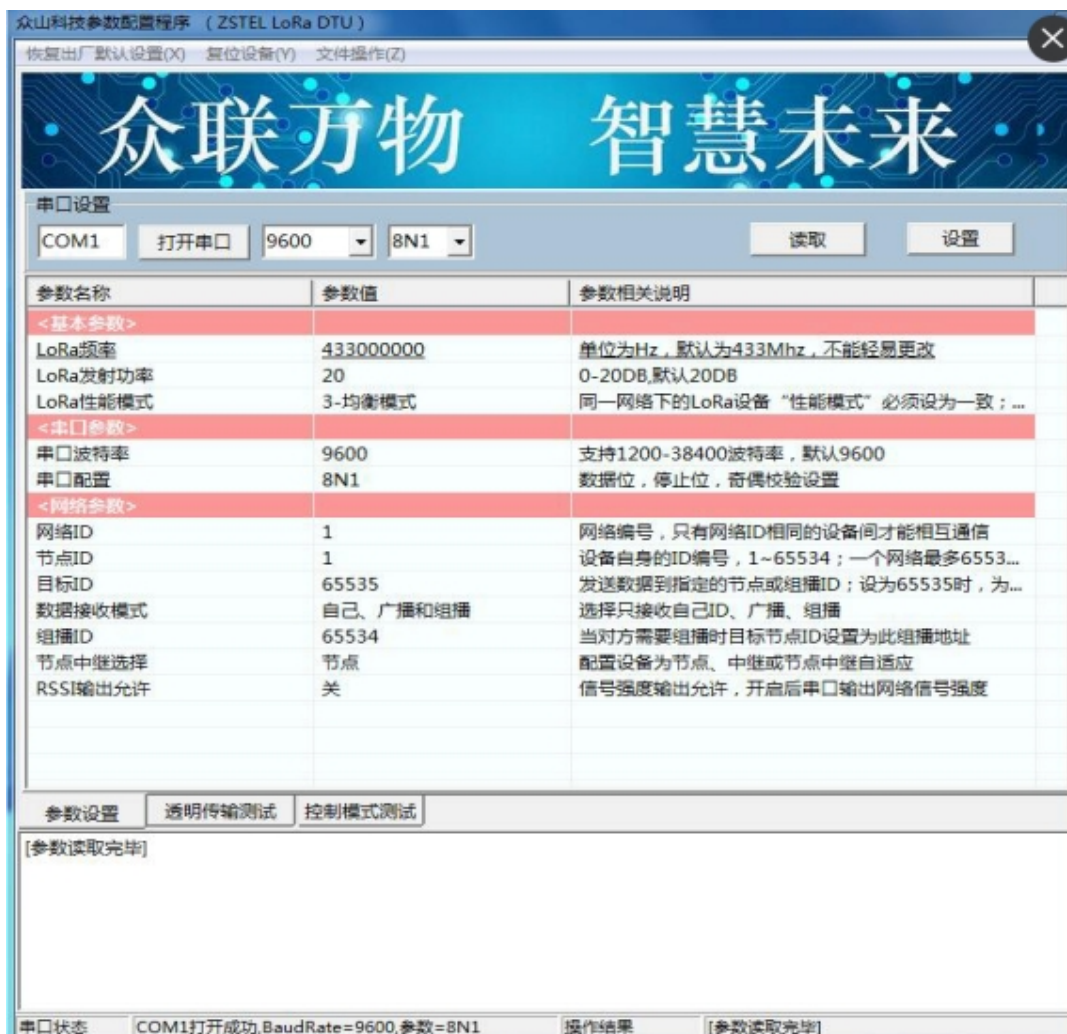 众山科技参数配置程序 （ZSTEL LoRa DTU）
恢复出厂默认设置(X) 复位设备(Y) 文件操作(Z)
众联万物 智慧未来
串口设置
COM1 打开串口 9600 8N1 读取 设置
参数名称 参数值 参数相关说明
<基本参数>
LoRa频率 433000000 单位为Hz，默认为433Mhz，不能轻易更改
LoRa发射功率 20 0-20DB,默认20DB
LoRa性能模式 3-均衡模式 同一网络下的LoRa设备“性能模式”必须设为一致；...
<串口参数>
串口波特率 9600 支持1200-38400波特率，默认9600
串口配置 8N1 数据位，停止位，奇偶校验设置
<网络参数>
网络ID 1 网络编号，只有网络ID相同的设备间才能相互通信
节点ID 1 设备自身的ID编号，1~65534；一个网络最多6553...
目标ID 65535 发送数据到指定的节点或组播ID；设为65535时，为...
数据接收模式 自己、广播和组播 选择只接收自己ID、广播、组播
组播ID 65534 当对方需要组播时目标节点ID设置为此组播地址
节点中继选择 节点 配置设备为节点、中继或节点中继自适应
RSSI输出允许 关 信号强度输出允许，开启后串口输出网络信号强度
参数设置 透明传输测试 控制模式测试
[参数读取完毕]
串口状态 COM1打开成功,BaudRate=9600,参数=8N1 操作结果 [参数读取完毕]